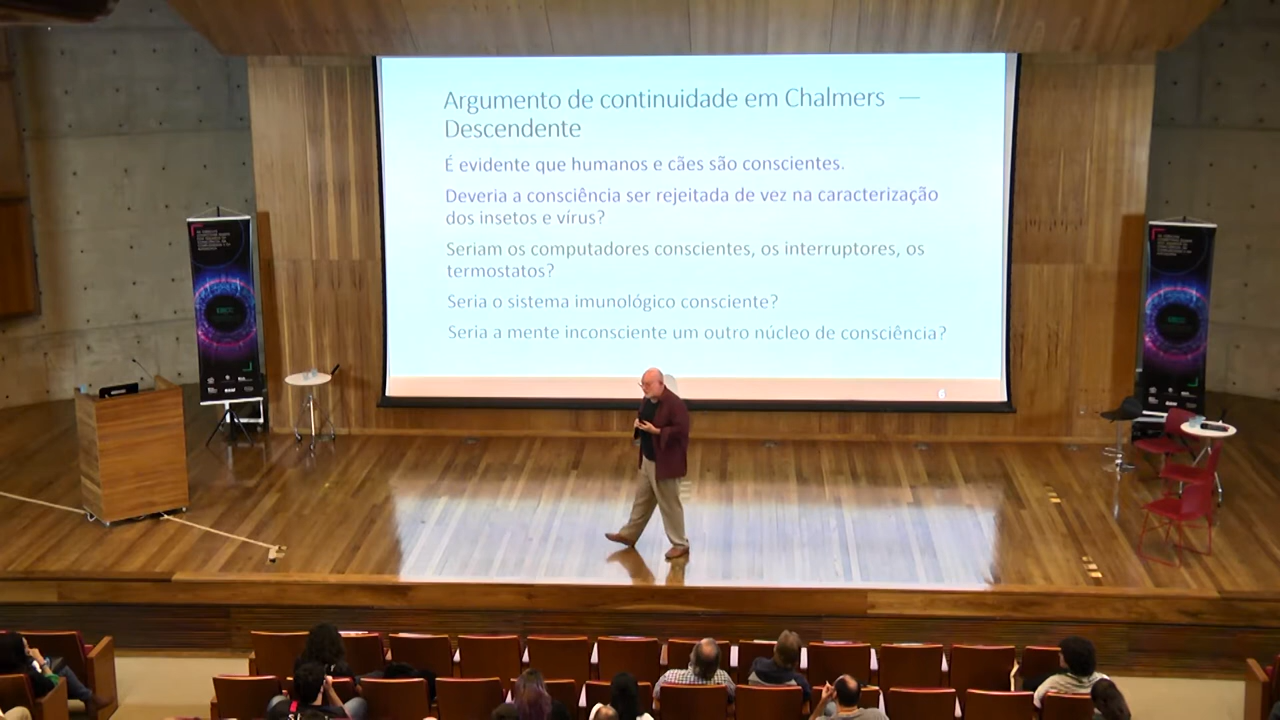 Argumento de continuidade em Chalmers —
Descendente
É evidente que humanos e cães são conscientes.
Deveria a consciência ser rejeitada de vez na caracterização
dos insetos e vírus?
Seriam os computadores conscientes, os interruptores, os
termostatos?
Seria o sistema imunológico consciente?
Seria a mente inconsciente um outro núcleo de consciência?
6